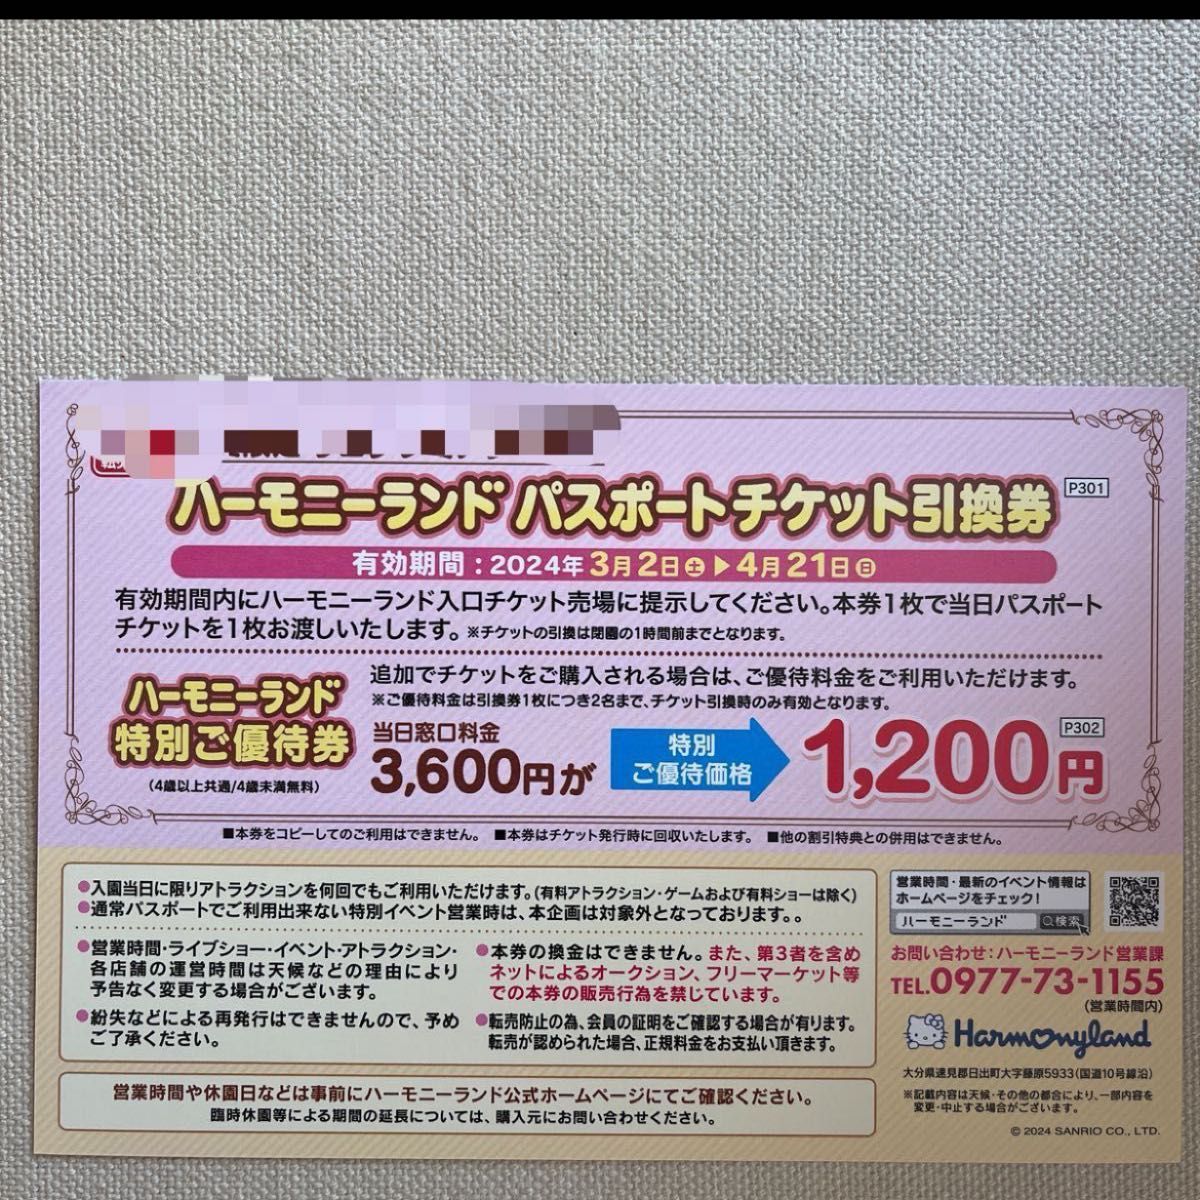 ハーモニーランド パスポートチケット引換券 P301
有効期間：2024年3月2日㊏▶4月21日㊐
有効期間内にハーモニーランド入口チケット売場に提示してください。本券1枚で当日パスポート
チケットを1枚お渡しいたします。※チケットの引換は閉園の1時間前までとなります。
ハーモニーランド
特別ご優待券
(4歳以上共通/4歳未満無料)
追加でチケットをご購入される場合は、ご優待料金をご利用いただけます。
※ご優待料金は引換券1枚につき2名まで、チケット引換時のみ有効となります。
当日窓口料金
3,600円が
特別
ご優待価格
1,200円
P302
■本券をコピーしてのご利用はできません。 ■本券はチケット発行時に回収いたします。 ■他の割引特典との併用はできません。
●入園当日に限りアトラクションを何回でもご利用いただけます。(有料アトラクション・ゲームおよび有料ショーは除く)
●通常パスポートでご利用出来ない特別イベント営業時は、本企画は対象外となっております。。
●営業時間・ライブショー・イベント・アトラクション・
各店舗の運営時間は天候などの理由により
予告なく変更する場合がございます。
●紛失などによる再発行はできませんので、予め
ご了承ください。
●本券の換金はできません。また、第3者を含め
ネットによるオークション、フリーマーケット等
での本券の販売行為を禁じています。
●転売防止の為、会員の証明をご確認する場合が有ります。
転売が認められた場合、正規料金をお支払い頂きます。
営業時間や休園日などは事前にハーモニーランド公式ホームページにてご確認ください。
臨時休園等による期間の延長については、購入元にお問い合わせください。
営業時間・最新のイベント情報は
ホームページをチェック！
ハーモニーランド 検索
お問い合わせ：ハーモニーランド営業課
TEL.0977-73-1155
(営業時間内)
Harmonyland
大分県速見郡日出町大字藤原5933(国道10号線沿)
※記載内容は天候・その他の都合により、一部内容を
変更・中止する場合がございます。
© 2024 SANRIO CO., LTD.